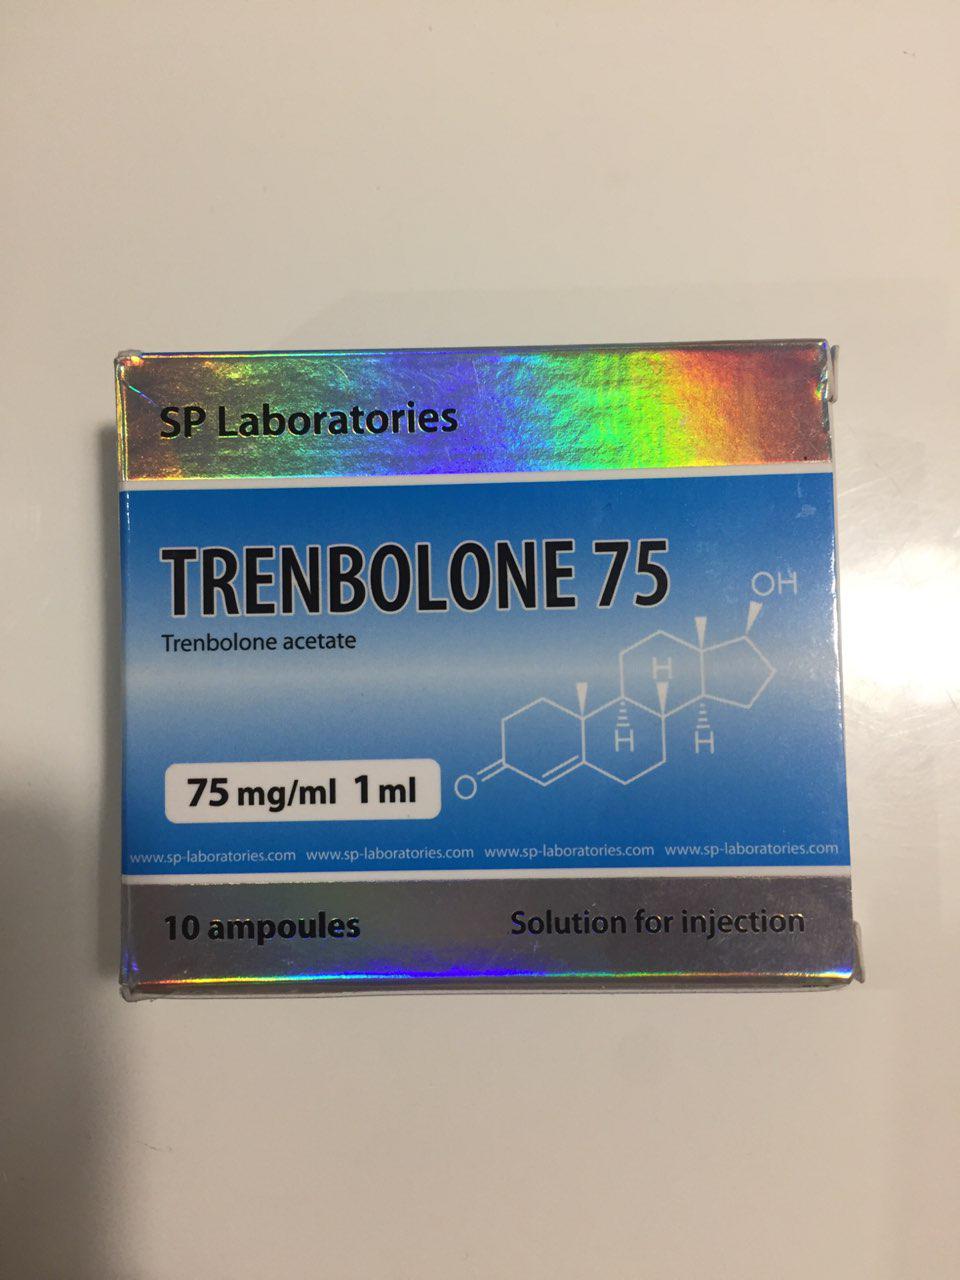 SP Laboratories
TRENBOLONE 75
Trenbolone acetate
OH
H
H
H
O
75 mg/ml 1 ml
www.sp-laboratories.com www.sp-laboratories.com www.sp-laboratories.com www.sp-laboratories.com
10 ampoules Solution for injection